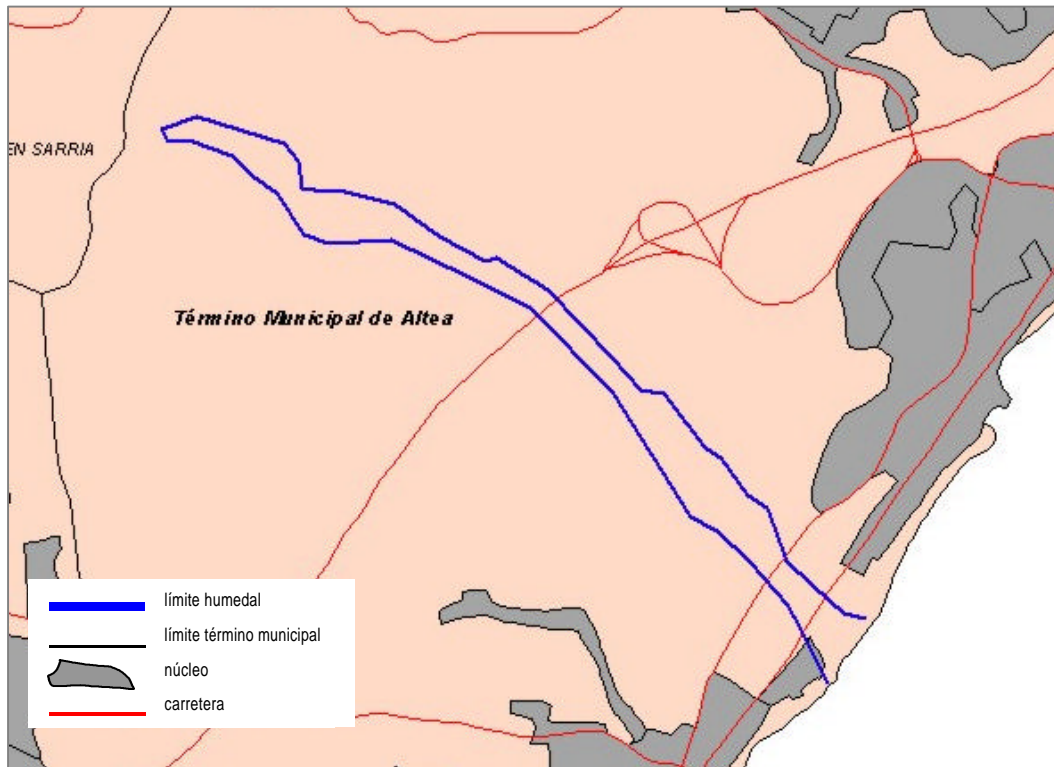 EN SARRIA
Término Municipal de Altea
límite humedal
límite término municipal
núcleo
carretera